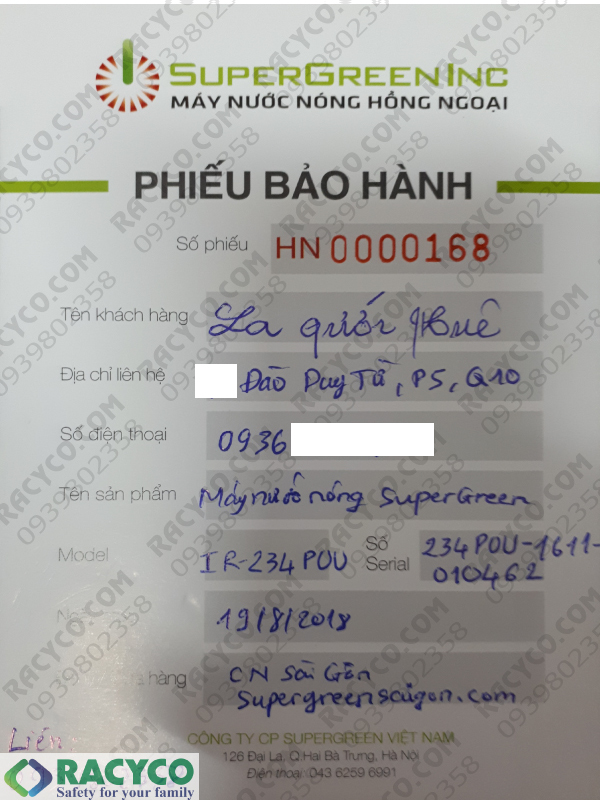 SUPERGREENINC
MÁY NƯỚC NÓNG HỒNG NGOẠI
PHIẾU BẢO HÀNH
Số phiếu HN 0000168
Tên khách hàng La Quới Huê
Địa chỉ liên hệ Đào Duy Từ, P5, Q10
Số điện thoại 0936
Tên sản phẩm Máy nước nóng SuperGreen
Model IR-234 POU Số Serial 234POU-1611-
010462
19/8/2018
hàng CN Sài Gòn
Supergreensaigon.com
Liên
CÔNG TY CP SUPERGREEN VIỆT NAM
126 Đại La, Q.Hai Bà Trưng, Hà Nội
Điện thoại: 043 6259 6991
RACYCO
Safety for your family
RACYCO.COM
0939802358